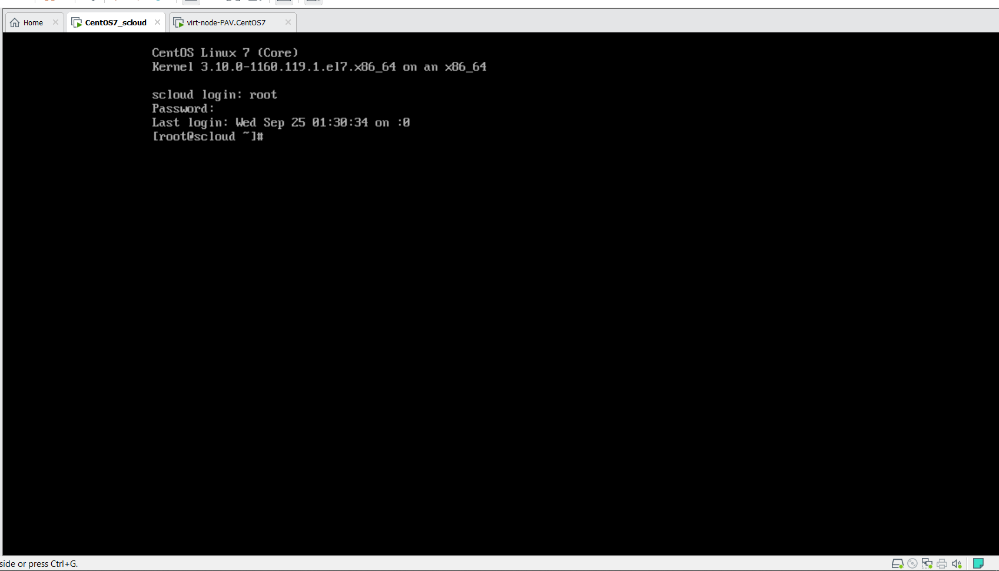 Home
CentOS7_scloud
virt-node-PAV.CentOS7
CentOS Linux 7 (Core)
Kernel 3.10.0-1160.119.1.el7.x86_64 on an x86_64
scloud login: root
Password:
Last login: Wed Sep 25 01:30:34 on :0
[root@scloud ~]#
side or press Ctrl+G.